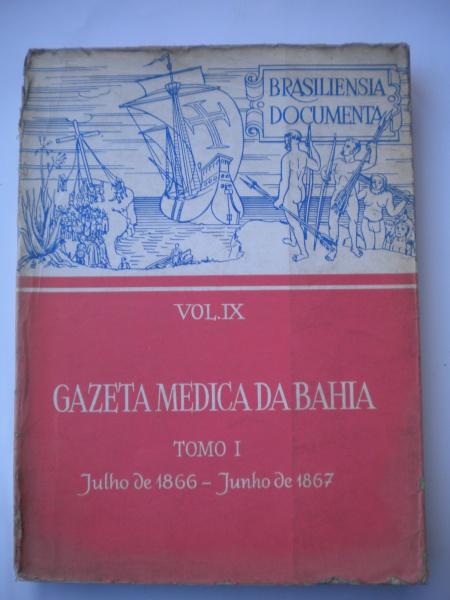 BRASILIENSIA
DOCUMENTA
VOL.IX
GAZETA MEDICA DA BAHIA
TOMO I
Julho de 1866 – Junho de 1867